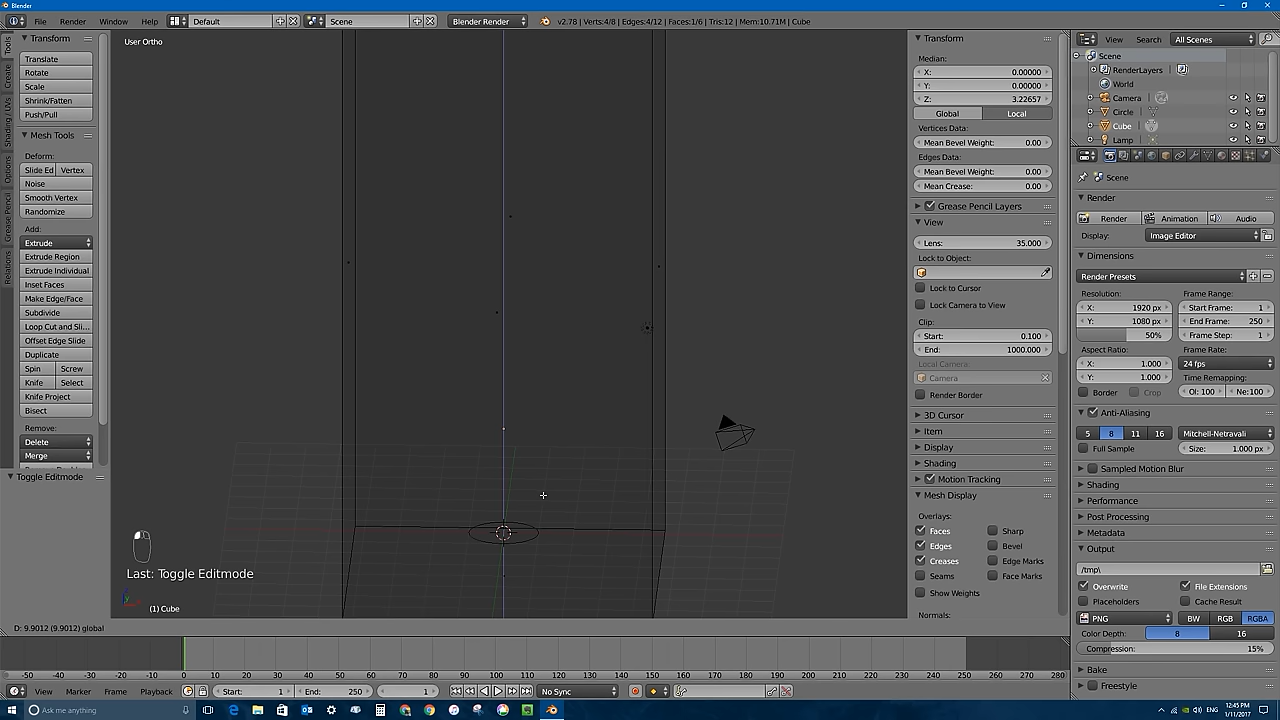 Blender
File
Render
Window
Help
Default
Scene
Blender Render
v2.78 | Verts:4/8 | Edges:4/12 | Faces:1/6 | Tris:12 | Mem:10.71M | Cube
Tools
Create
Shading / UVs
Options
Grease Pencil
Relations
Transform
Translate
Rotate
Scale
Shrink/Fatten
Push/Pull
Mesh Tools
Deform:
Slide Ed
Vertex
Noise
Smooth Vertex
Randomize
Add:
Extrude
Extrude Region
Extrude Individual
Inset Faces
Make Edge/Face
Subdivide
Loop Cut and Sli...
Offset Edge Slide
Duplicate
Spin
Screw
Knife
Select
Knife Project
Bisect
Remove:
Delete
Merge
Toggle Editmode
User Ortho
Last: Toggle Editmode
(1) Cube
D: 9.9012 (9.9012) global
Transform
Median:
X: 0.00000
Y: 0.00000
Z: 3.22657
Global
Local
Vertices Data:
Mean Bevel Weight: 0.00
Edges Data:
Mean Bevel Weight: 0.00
Mean Crease: 0.00
Grease Pencil Layers
View
Lens: 35.000
Lock to Object:
Lock to Cursor
Lock Camera to View
Clip:
Start: 0.100
End: 1000.000
Local Camera:
Camera
Render Border
3D Cursor
Item
Display
Shading
Motion Tracking
Mesh Display
Overlays:
Faces
Sharp
Edges
Bevel
Creases
Edge Marks
Seams
Face Marks
Show Weights
Normals:
View
Search
All Scenes
Scene
RenderLayers
World
Camera
Circle
Cube
Lamp
Scene
Render
Render
Animation
Audio
Display:
Image Editor
Dimensions
Render Presets
Resolution:
Frame Range:
X: 1920 px
Start Frame: 1
Y: 1080 px
End Frame: 250
50%
Frame Step: 1
Aspect Ratio:
Frame Rate:
X: 1.000
24 fps
Y: 1.000
Time Remapping:
Border
Crop
Ol: 100
Ne:100
Anti-Aliasing
5
8
11
16
Mitchell-Netravali
Full Sample
Size: 1.000 px
Sampled Motion Blur
Shading
Performance
Post Processing
Metadata
Output
/tmp\
Overwrite
File Extensions
Placeholders
Cache Result
PNG
BW
RGB
RGBA
Color Depth:
8
16
Compression: 15%
Bake
Freestyle
-50 -40 -30 -20 -10 0 10 20 30 40 50 60 70 80 90 100 110 120 130 140 150 160 170 180 190 200 210 220 230 240 250 260 270 280
View
Marker
Frame
Playback
Start: 1
End: 250
1
No Sync
Ask me anything
ENG
12:45 PM
1/11/2017